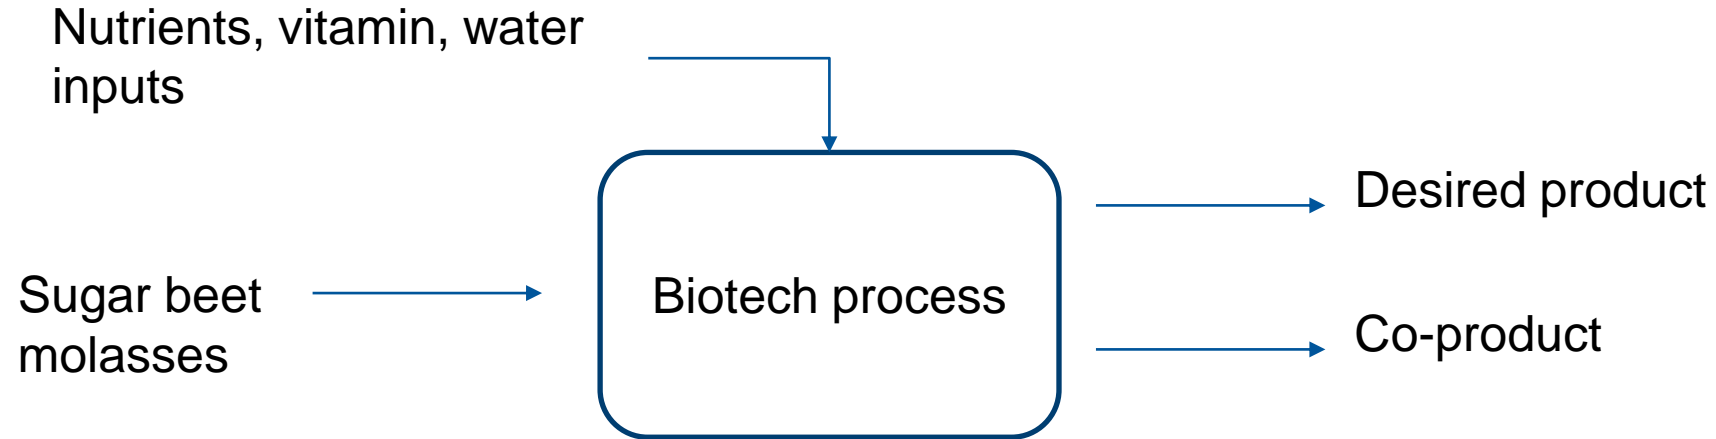 Nutrients, vitamin, water
inputs
Sugar beet
molasses
Biotech process
Desired product
Co-product